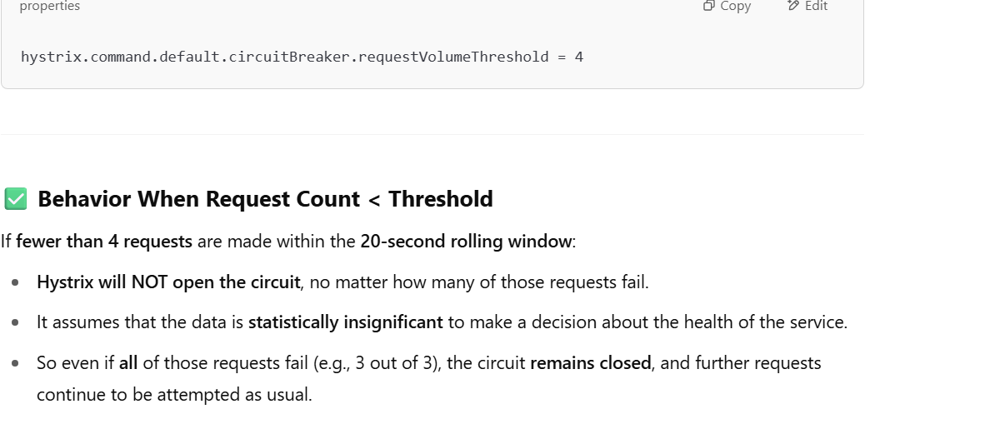 properties
Copy
Edit
hystrix.command.default.circuitBreaker.requestVolumeThreshold = 4
✅ Behavior When Request Count < Threshold
If fewer than 4 requests are made within the 20-second rolling window:
• Hystrix will NOT open the circuit, no matter how many of those requests fail.
• It assumes that the data is statistically insignificant to make a decision about the health of the service.
• So even if all of those requests fail (e.g., 3 out of 3), the circuit remains closed, and further requests
continue to be attempted as usual.